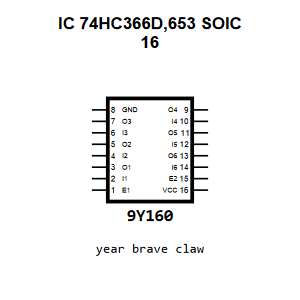 IC 74HC366D,653 SOIC
16
8 GND O4 9
7 O3 I4 10
6 I3 O5 11
5 O2 I5 12
4 I2 O6 13
3 O1 I6 14
2 I1 E2 15
1 E1 VCC 16
9Y160
year brave claw